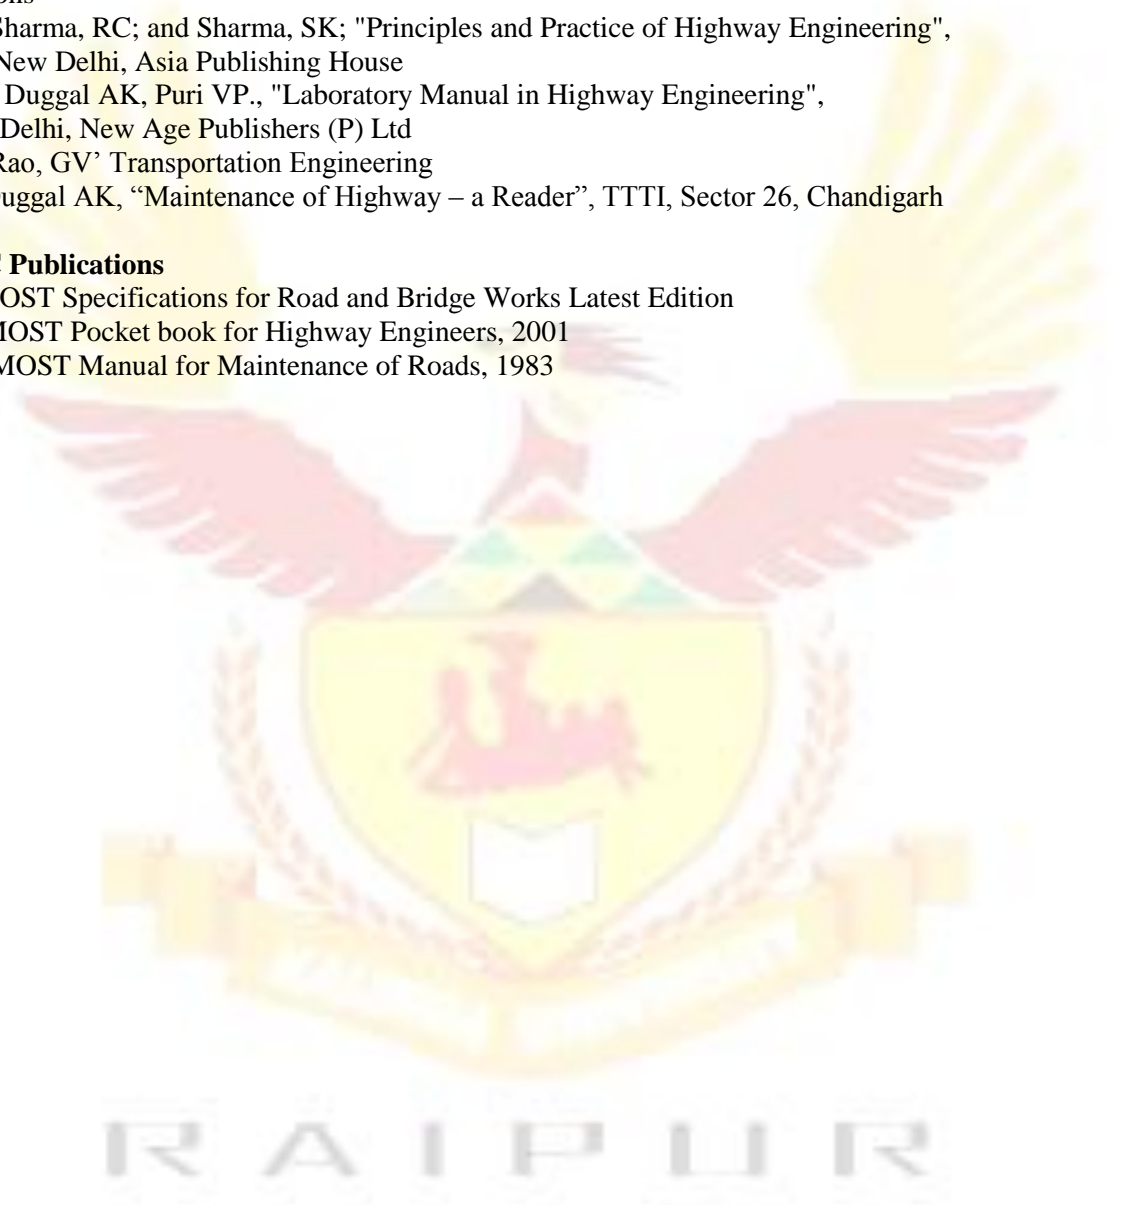 Sharma, RC; and Sharma, SK; "Principles and Practice of Highway Engineering",
New Delhi, Asia Publishing House
Duggal AK, Puri VP., "Laboratory Manual in Highway Engineering",
Delhi, New Age Publishers (P) Ltd
Rao, GV’ Transportation Engineering
uggal AK, “Maintenance of Highway – a Reader”, TTTI, Sector 26, Chandigarh
Publications
OST Specifications for Road and Bridge Works Latest Edition
MOST Pocket book for Highway Engineers, 2001
MOST Manual for Maintenance of Roads, 1983
RAIPUR